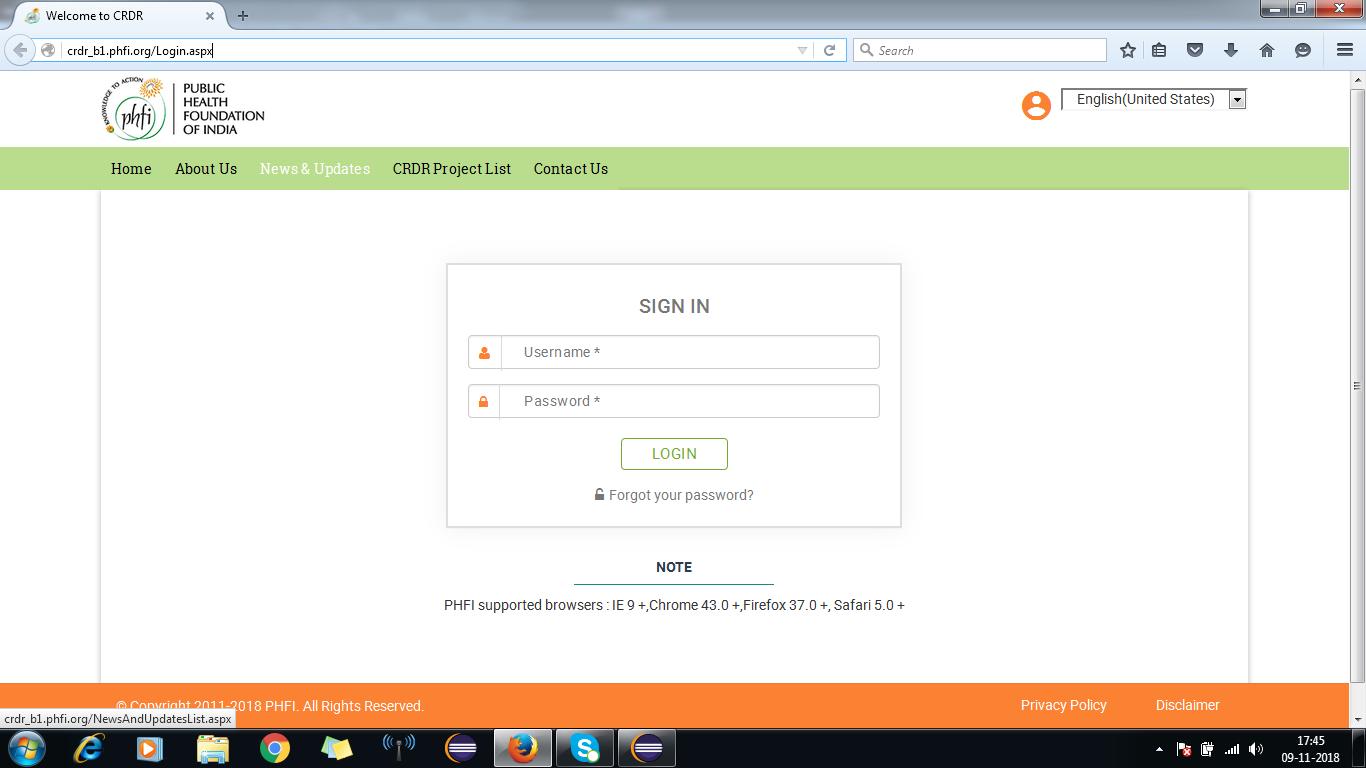 Welcome to CRDR
crdr_b1.phfi.org/Login.aspx
Search
KNOWLEDGE TO ACTION
phfi
PUBLIC
HEALTH
FOUNDATION
OF INDIA
English(United States)
Home About Us News & Updates CRDR Project List Contact Us
SIGN IN
Username *
Password *
LOGIN
Forgot your password?
NOTE
PHFI supported browsers : IE 9 +,Chrome 43.0 +,Firefox 37.0 +, Safari 5.0 +
© Copyright 2011-2018 PHFI. All Rights Reserved. Privacy Policy Disclaimer
crdr_b1.phfi.org/NewsAndUpdatesList.aspx
17:45
09-11-2018